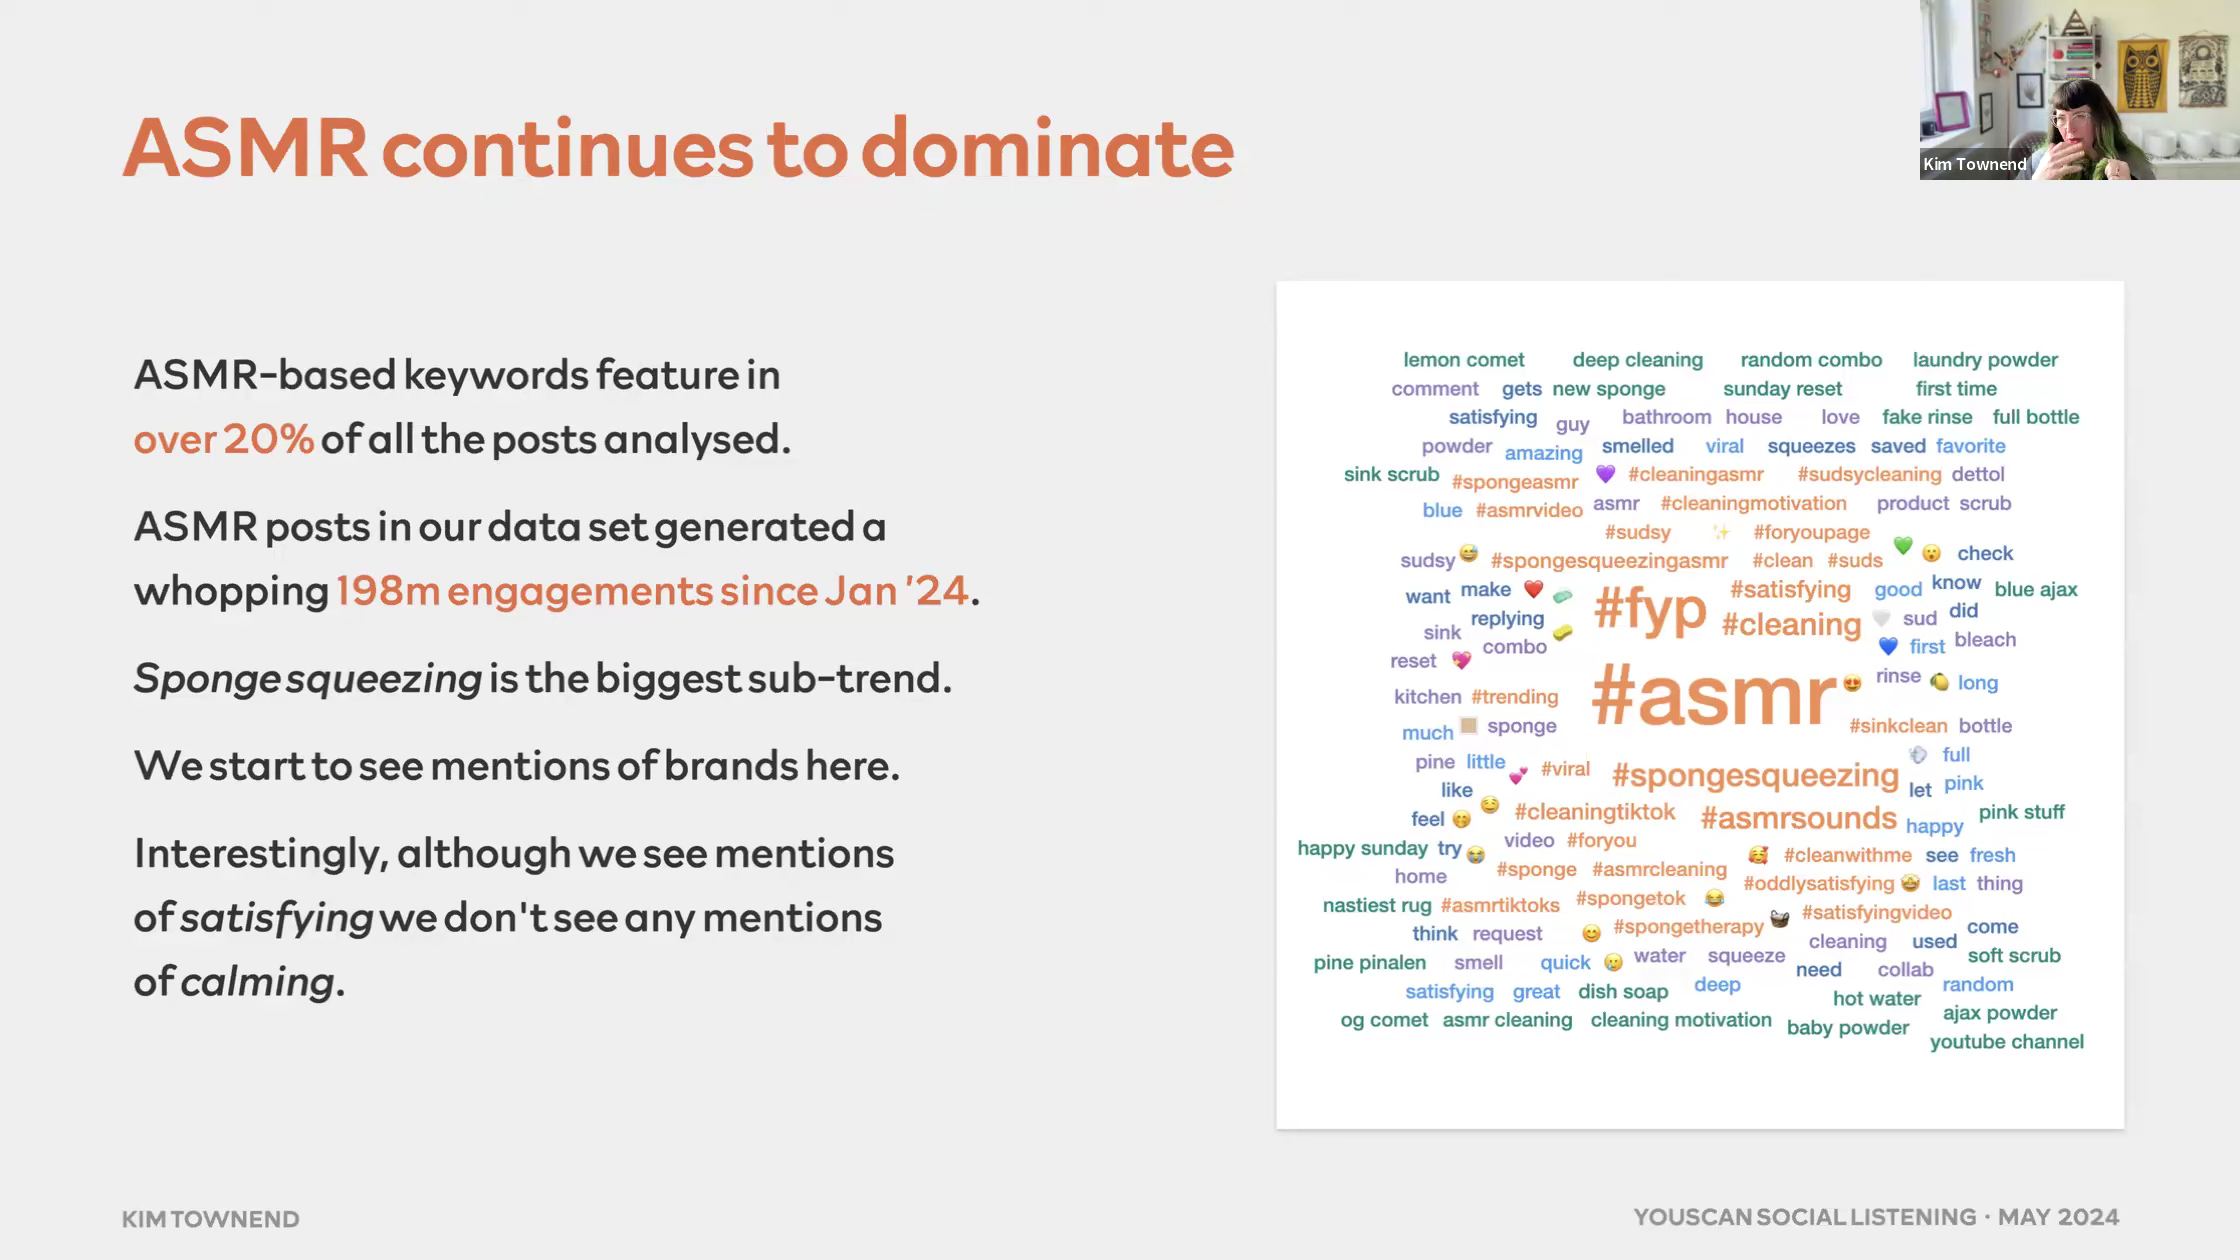 ASMR continues to dominate
Kim Townend
ASMR-based keywords feature in
over 20% of all the posts analysed.
ASMR posts in our data set generated a
whopping 198m engagements since Jan '24.
Sponge squeezing is the biggest sub-trend.
We start to see mentions of brands here.
Interestingly, although we see mentions
of satisfying we don't see any mentions
of calming.
lemon comet deep cleaning random combo laundry powder
comment gets new sponge sunday reset first time
satisfying guy bathroom house love fake rinse full bottle
powder amazing smelled viral squeezes saved favorite
sink scrub #spongeasmr 💜 #cleaningasmr #sudsycleaning dettol
blue #asmrvideo asmr #cleaningmotivation product scrub
#sudsy ✨ #foryoupage
sudsy 😅 #spongesqueezingasmr #clean #suds 💚 😮 check
want make ❤️ 🧼 #fyp #satisfying good know blue ajax
replying #cleaning 🤍 sud did
sink combo 🧽 💙 first bleach
reset 💖 #asmr 😍 rinse 🍋 long
kitchen #trending
much sponge #sinkclean bottle
pine little 💕 #viral #spongesqueezing 💨 full
like let pink
feel 🤭 😌 #cleaningtiktok #asmrsounds happy pink stuff
happy sunday try 😭 video #foryou
home #sponge #asmrcleaning 🥰 #cleanwithme see fresh
nastiest rug #asmrtiktoks #spongetok 😂 #oddlysatisfying 🤩 last thing
think request 😊 #spongetherapy 🧺 #satisfyingvideo come
pine pinalen smell quick 🥲 water squeeze cleaning used soft scrub
satisfying great dish soap deep need collab random
og comet asmr cleaning cleaning motivation hot water ajax powder
baby powder
youtube channel
KIM TOWNEND
YOUSCAN SOCIAL LISTENING · MAY 2024